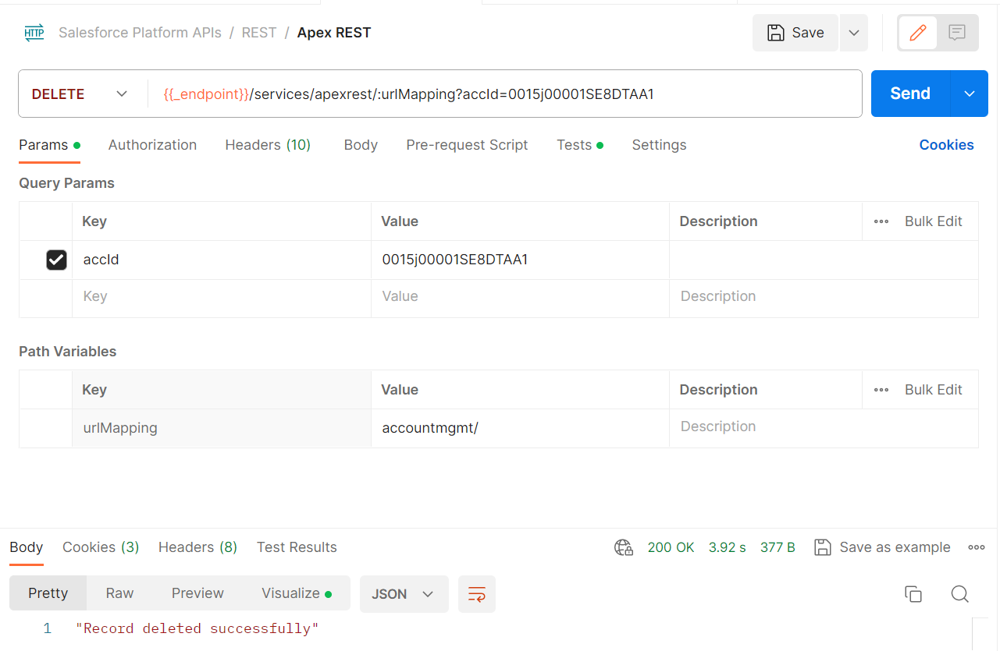 HTTP Salesforce Platform APIs / REST / Apex REST Save
DELETE {{_endpoint}}/services/apexrest/:urlMapping?accId=0015j00001SE8DTAA1 Send
Params Authorization Headers (10) Body Pre-request Script Tests Settings Cookies
Query Params
Key Value Description Bulk Edit
accId 0015j00001SE8DTAA1
Key Value Description
Path Variables
Key Value Description Bulk Edit
urlMapping accountmgmt/ Description
Body Cookies (3) Headers (8) Test Results 200 OK 3.92 s 377 B Save as example
Pretty Raw Preview Visualize JSON
1 "Record deleted successfully"